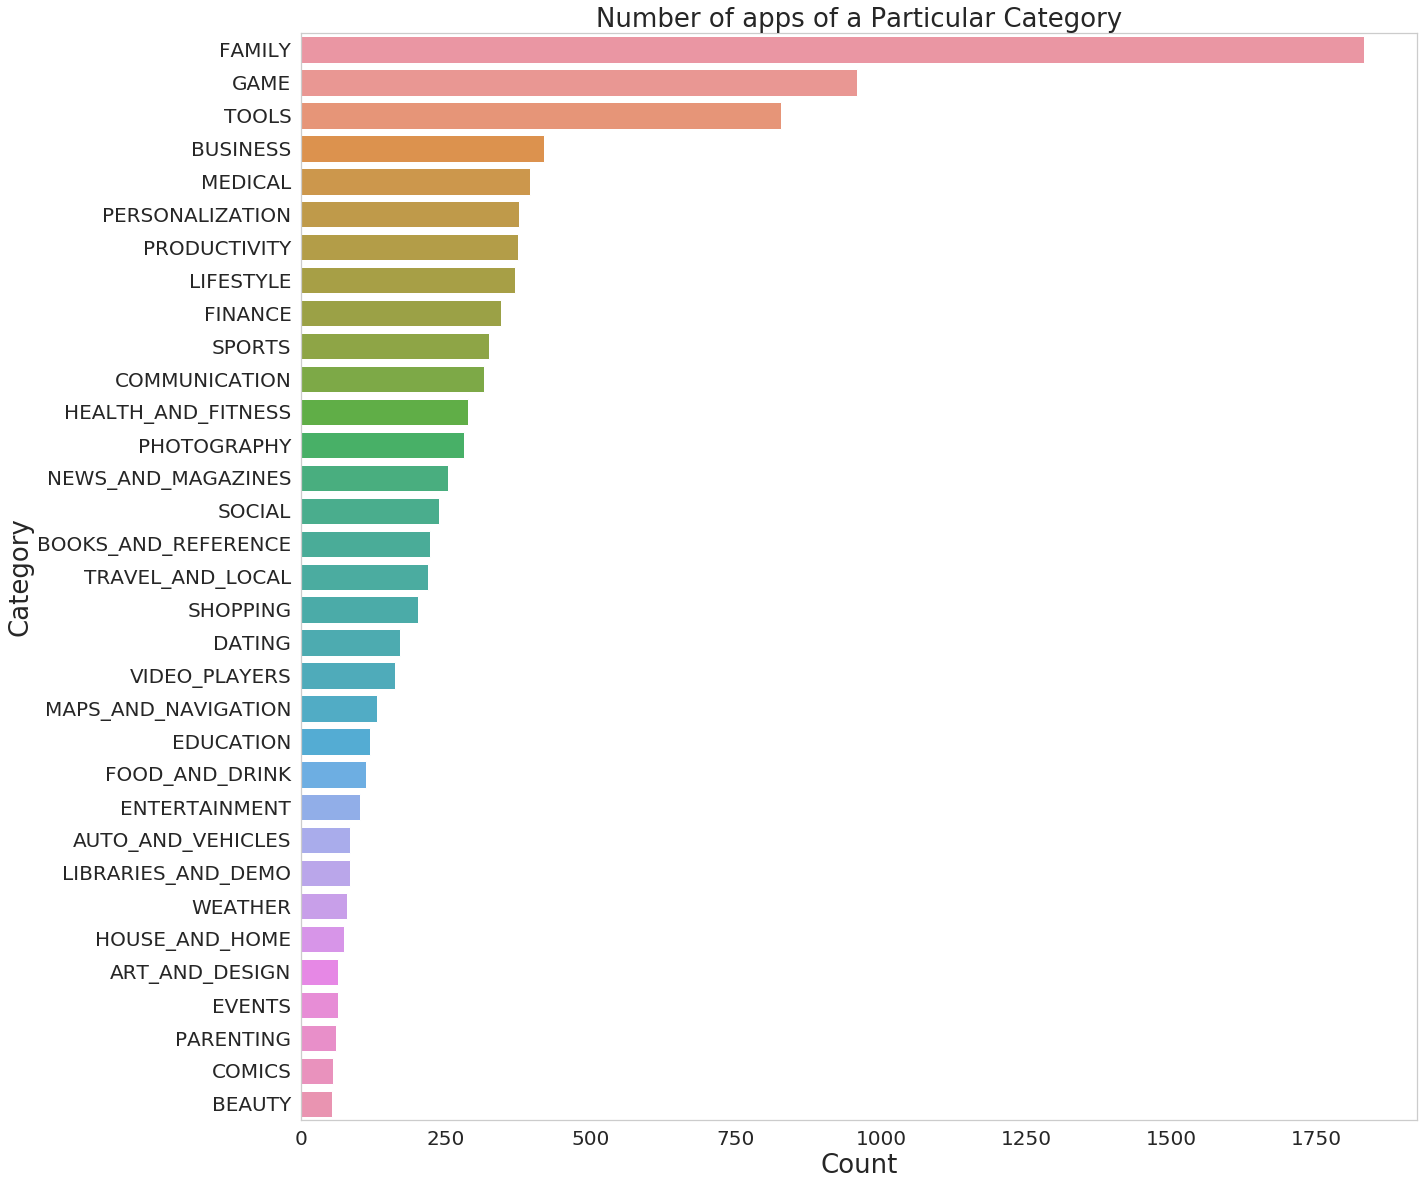 Number of apps of a Particular Category
Category
FAMILY
GAME
TOOLS
BUSINESS
MEDICAL
PERSONALIZATION
PRODUCTIVITY
LIFESTYLE
FINANCE
SPORTS
COMMUNICATION
HEALTH_AND_FITNESS
PHOTOGRAPHY
NEWS_AND_MAGAZINES
SOCIAL
BOOKS_AND_REFERENCE
TRAVEL_AND_LOCAL
SHOPPING
DATING
VIDEO_PLAYERS
MAPS_AND_NAVIGATION
EDUCATION
FOOD_AND_DRINK
ENTERTAINMENT
AUTO_AND_VEHICLES
LIBRARIES_AND_DEMO
WEATHER
HOUSE_AND_HOME
ART_AND_DESIGN
EVENTS
PARENTING
COMICS
BEAUTY
0 250 500 750 1000 1250 1500 1750
Count